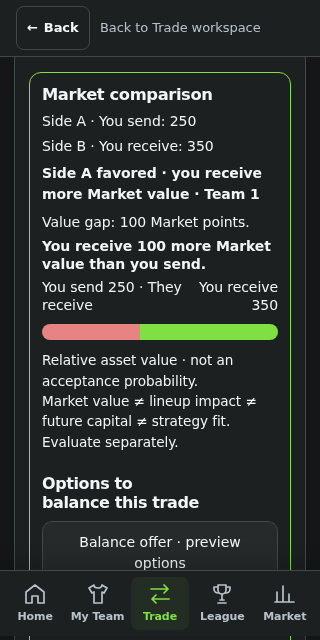 ← Back
Back to Trade workspace
Market comparison
Side A · You send: 250
Side B · You receive: 350
Side A favored · you receive
more Market value · Team 1
Value gap: 100 Market points.
You receive 100 more Market
value than you send.
You send 250 · They receive
You receive 350
Relative asset value · not an
acceptance probability.
Market value ≠ lineup impact ≠
future capital ≠ strategy fit.
Evaluate separately.
Options to
balance this trade
Balance offer · preview
options
Home
My Team
Trade
League
Market